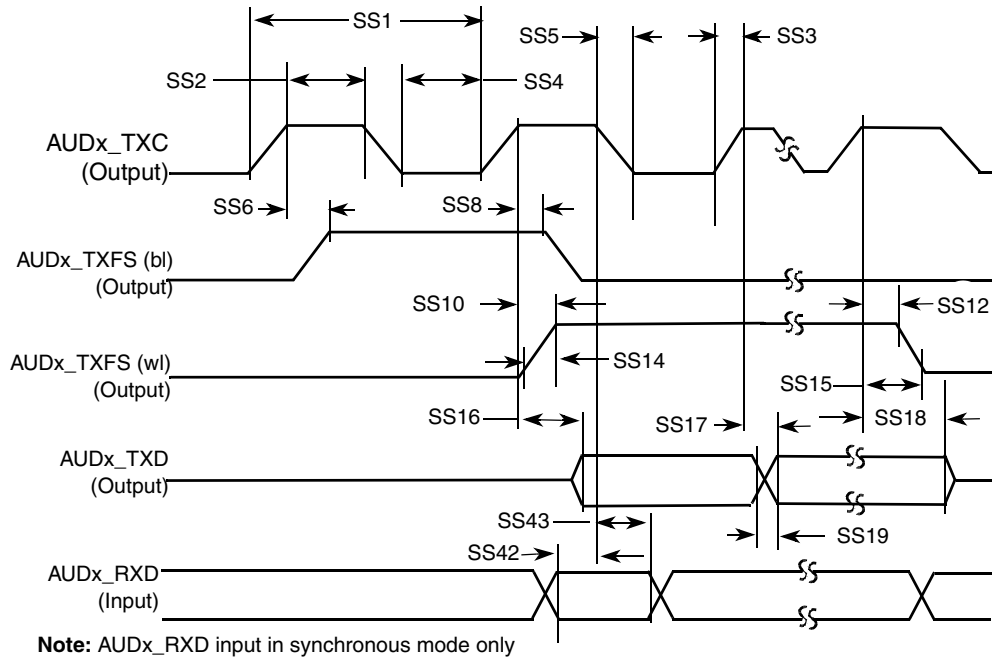 SS1
SS5
SS3
SS2
SS4
AUDx_TXC
(Output)
SS6
SS8
AUDx_TXFS (bl)
(Output)
SS10
SS12
SS14
AUDx_TXFS (wl)
(Output)
SS15
SS16
SS17
SS18
AUDx_TXD
(Output)
SS43
SS19
SS42
AUDx_RXD
(Input)
Note: AUDx_RXD input in synchronous mode only